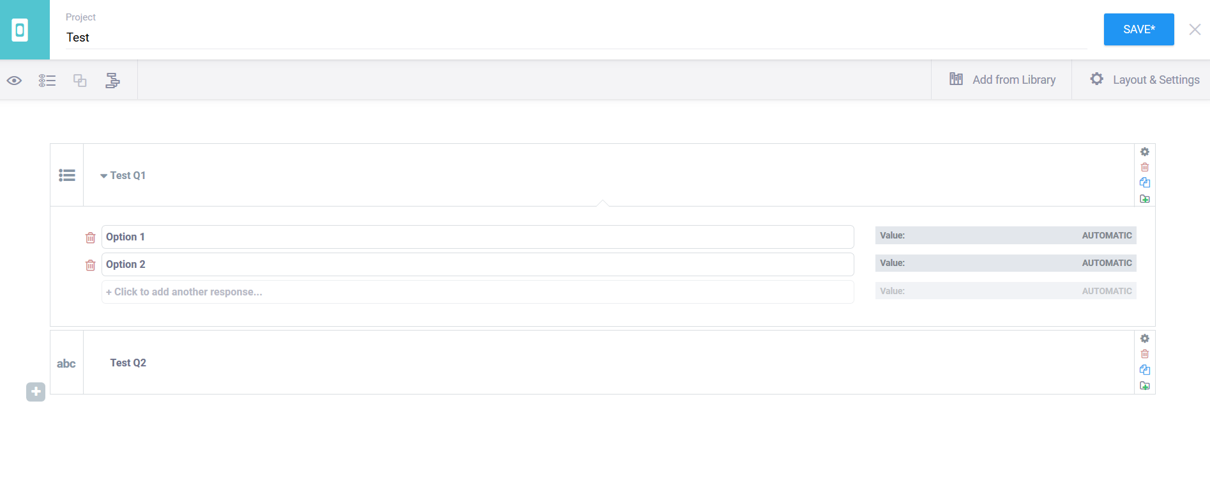 Project
Test
SAVE*
Add from Library
Layout & Settings
Test Q1
Option 1
Value: AUTOMATIC
Option 2
Value: AUTOMATIC
+ Click to add another response...
Value: AUTOMATIC
abc
Test Q2